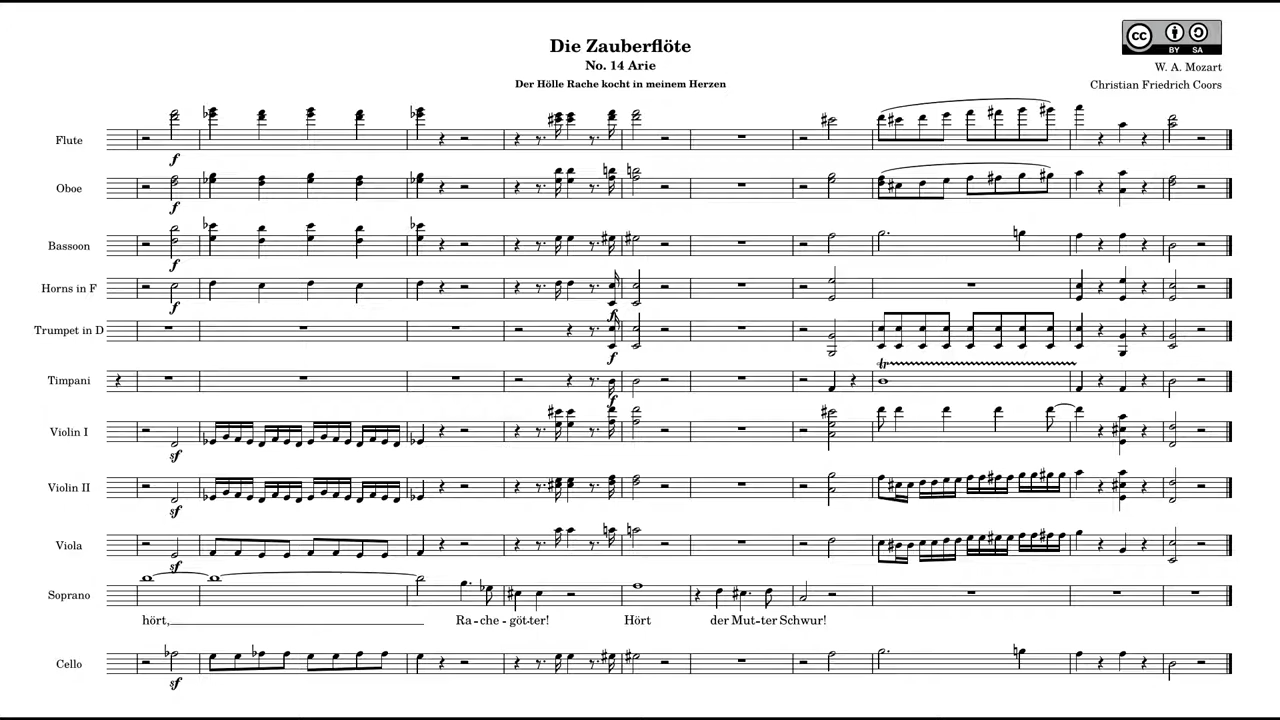 Die Zauberflöte
No. 14 Arie
Der Hölle Rache kocht in meinem Herzen
cc BY SA
W. A. Mozart
Christian Friedrich Coors
Flute
f
Oboe
f
Bassoon
f
Horns in F
f
f
Trumpet in D
f
tr
Timpani
f
Violin I
sf
Violin II
sf
Viola
sf
Soprano
hört, Ra - che - göt-ter! Hört der Mut-ter Schwur!
Cello
sf